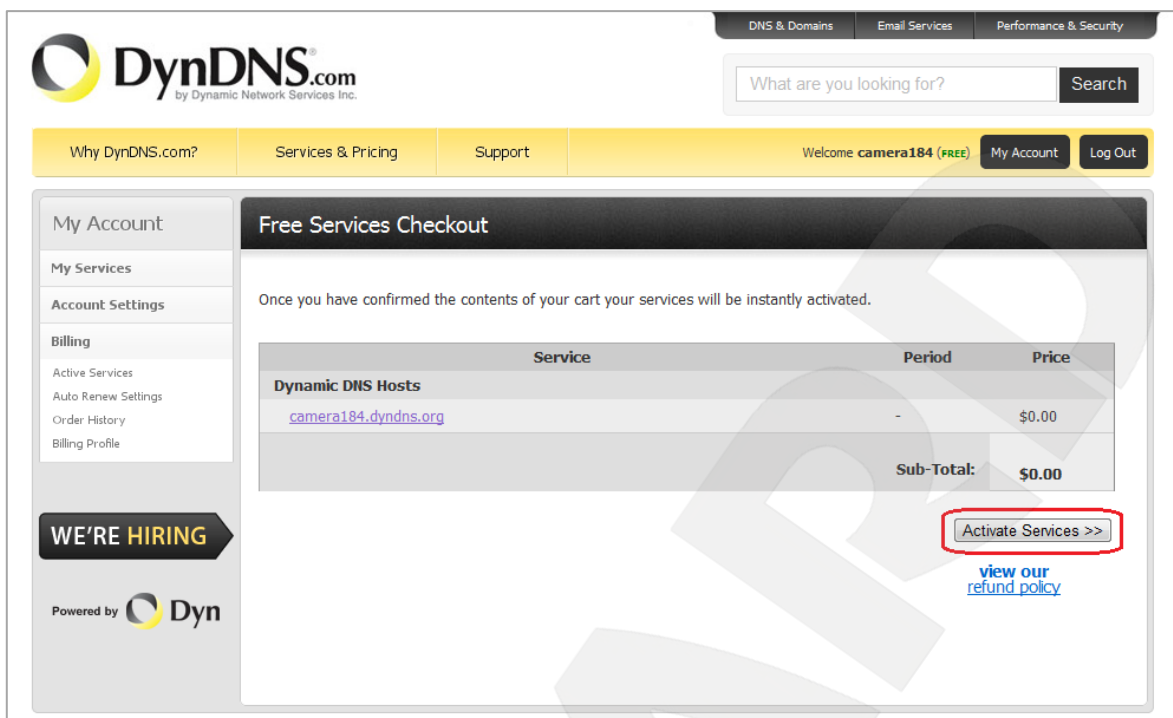 DNS & Domains Email Services Performance & Security
DynDNS.com
by Dynamic Network Services Inc.
What are you looking for? Search
Why DynDNS.com? Services & Pricing Support Welcome camera184 (FREE) My Account Log Out
My Account
My Services
Account Settings
Billing
Active Services
Auto Renew Settings
Order History
Billing Profile
WE'RE HIRING
Powered by Dyn
Free Services Checkout
Once you have confirmed the contents of your cart your services will be instantly activated.
Service Period Price
Dynamic DNS Hosts
camera184.dyndns.org - $0.00
Sub-Total: $0.00
Activate Services >>
view our
refund policy